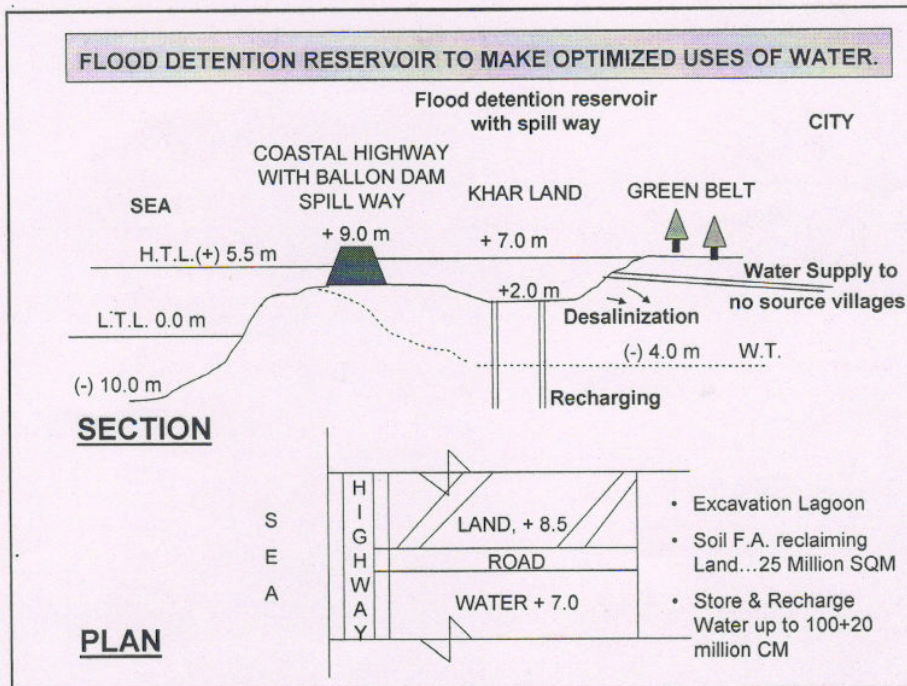 FLOOD DETENTION RESERVOIR TO MAKE OPTIMIZED USES OF WATER.
Flood detention reservoir
with spill way
CITY
COASTAL HIGHWAY
WITH BALLON DAM
SPILL WAY
KHAR LAND
GREEN BELT
SEA
+ 9.0 m
+ 7.0 m
H.T.L.(+) 5.5 m
Water Supply to
no source villages
+2.0 m
Desalinization
L.T.L. 0.0 m
(-) 4.0 m
W.T.
(-) 10.0 m
Recharging
SECTION
SEA
HIGHWAY
LAND, + 8.5
ROAD
WATER + 7.0
• Excavation Lagoon
• Soil F.A. reclaiming
Land...25 Million SQM
• Store & Recharge
Water up to 100+20
million CM
PLAN